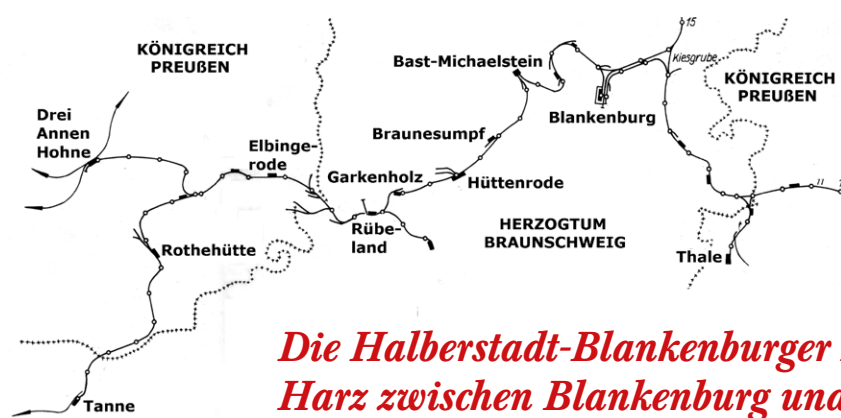 KÖNIGREICH
PREUßEN
15
Bast-Michaelstein
Kiesgrube
KÖNIGREICH
PREUßEN
Drei
Annen
Hohne
Blankenburg
Elbinge-
rode
Braunesumpf
Garkenholz
Hüttenrode
11
HERZOGTUM
BRAUNSCHWEIG
Rübe-
land
Rothehütte
Thale
Die Halberstadt-Blankenburger
Harz zwischen Blankenburg und
Tanne